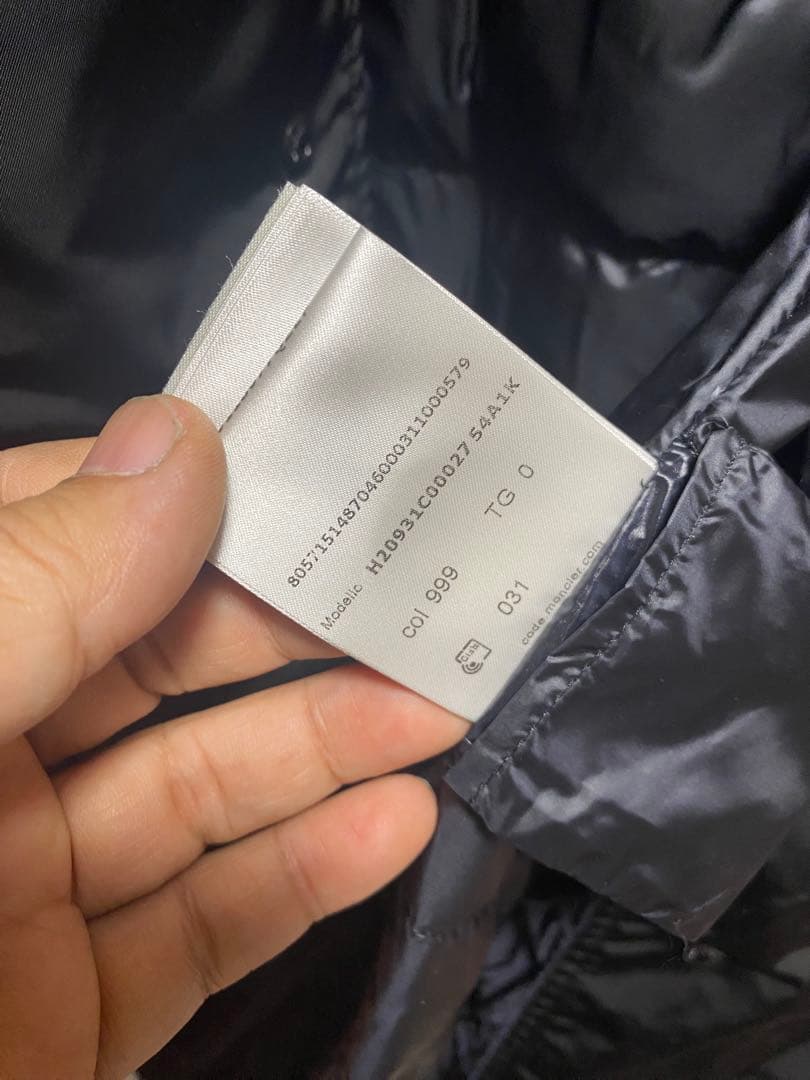 8057151487046000311000579
Modello H20931C00027 54A1K
col 999 TG 0
031
code.moncler.com